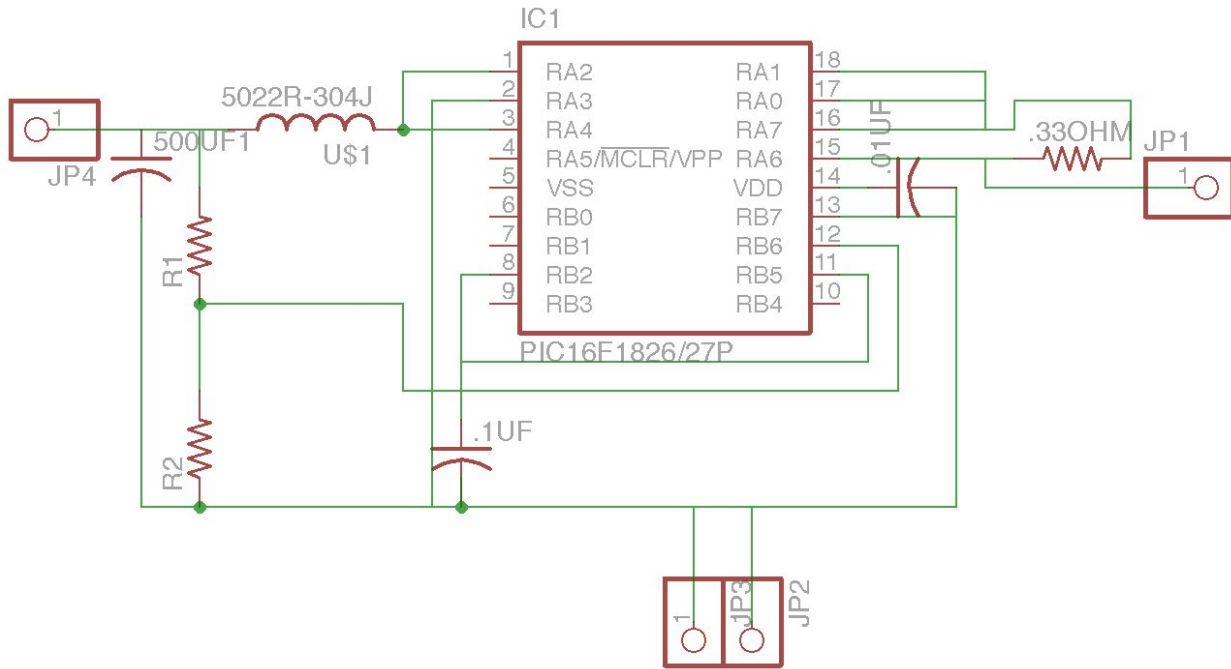 IC1
1 RA2 RA1 18
2 RA3 RA0 17
3 RA4 RA7 16
4 RA5/MCLR/VPP RA6 15
5 VSS VDD 14
6 RB0 RB7 13
7 RB1 RB6 12
8 RB2 RB5 11
9 RB3 RB4 10
PIC16F1826/27P
5022R-304J
U$1
1
JP4
500UF1
R1
R2
.1UF
.01UF
.33OHM
JP1
1
1
JP3
JP2